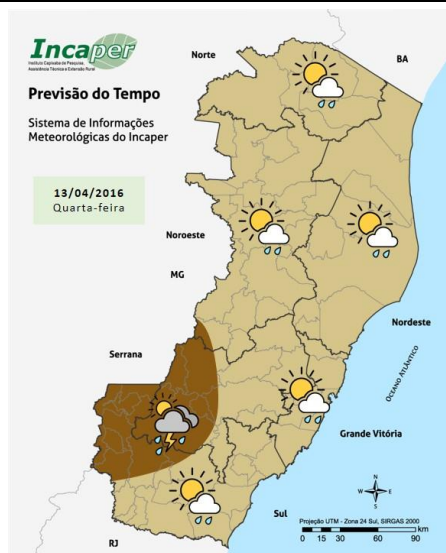 Incaper
Instituto Capixaba de Pesquisa,
Assistência Técnica e Extensão Rural
Previsão do Tempo
Sistema de Informações
Meteorológicas do Incaper
13/04/2016
Quarta-feira
Norte
BA
Noroeste
MG
Nordeste
Serrana
OCEANO ATLÂNTICO
Grande Vitória
Sul
RJ
N
W
E
S
Projeção UTM - Zona 24 Sul, SIRGAS 2000
0 15 30 60 90
km